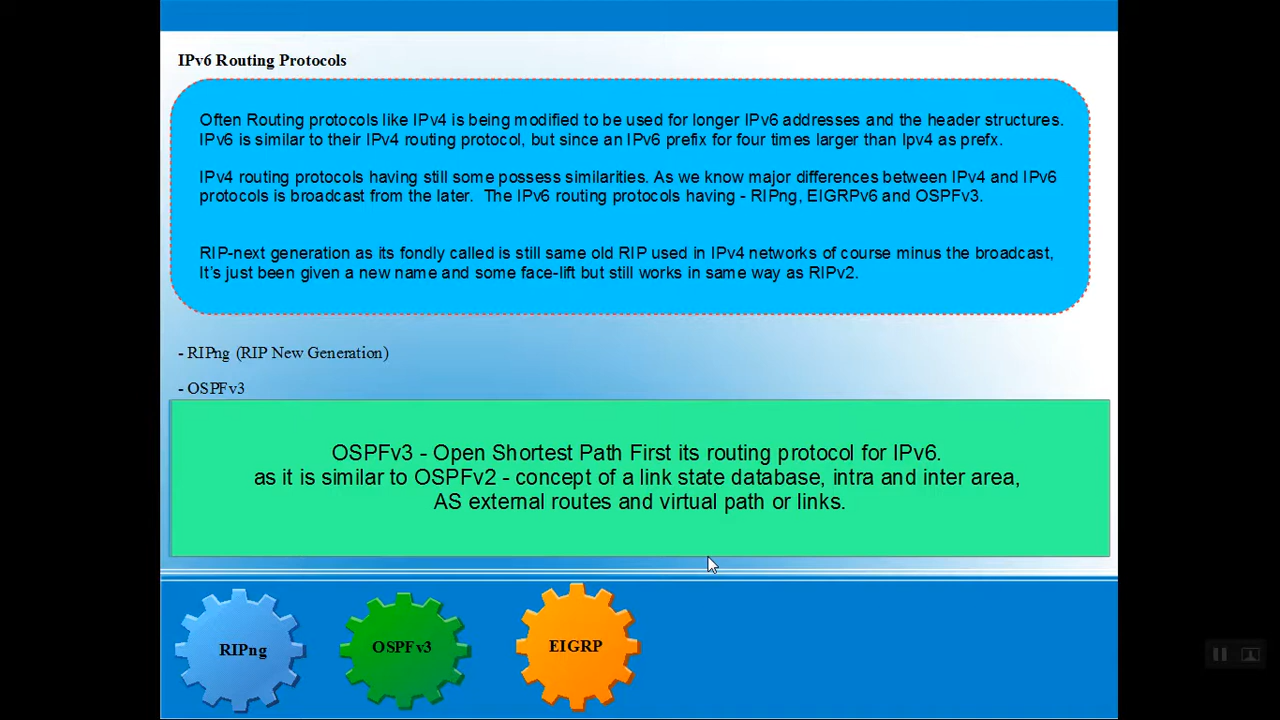 IPv6 Routing Protocols
Often Routing protocols like IPv4 is being modified to be used for longer IPv6 addresses and the header structures.
IPv6 is similar to their IPv4 routing protocol, but since an IPv6 prefix for four times larger than Ipv4 as prefx.
IPv4 routing protocols having still some possess similarities. As we know major differences between IPv4 and IPv6
protocols is broadcast from the later. The IPv6 routing protocols having - RIPng, EIGRPv6 and OSPFv3.
RIP-next generation as its fondly called is still same old RIP used in IPv4 networks of course minus the broadcast,
It's just been given a new name and some face-lift but still works in same way as RIPv2.
- RIPng (RIP New Generation)
- OSPFv3
OSPFv3 - Open Shortest Path First its routing protocol for IPv6.
as it is similar to OSPFv2 - concept of a link state database, intra and inter area,
AS external routes and virtual path or links.
RIPng
OSPFv3
EIGRP